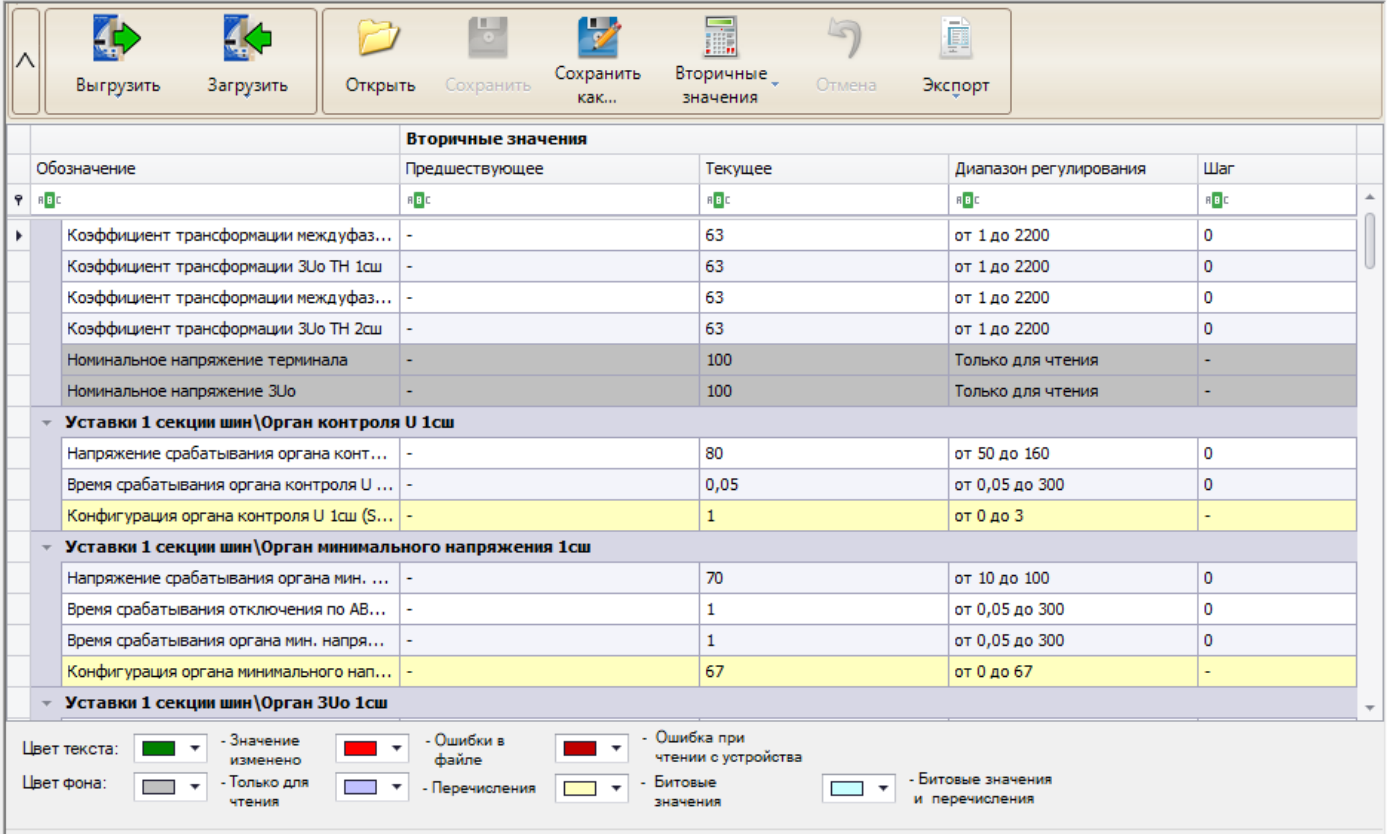 Выгрузить
Загрузить
Открыть
Сохранить
Сохранить
как...
Вторичные
значения
Отмена
Экспорт
Вторичные значения
Обозначение Предшествующее Текущее Диапазон регулирования Шаг
ABC ABC ABC ABC ABC
Коэффициент трансформации междуфаз... - 63 от 1 до 2200 0
Коэффициент трансформации 3Uo ТН 1сш - 63 от 1 до 2200 0
Коэффициент трансформации междуфаз... - 63 от 1 до 2200 0
Коэффициент трансформации 3Uo ТН 2сш - 63 от 1 до 2200 0
Номинальное напряжение терминала - 100 Только для чтения -
Номинальное напряжение 3Uo - 100 Только для чтения -
Уставки 1 секции шин\Орган контроля U 1сш
Напряжение срабатывания органа конт... - 80 от 50 до 160 0
Время срабатывания органа контроля U ... - 0,05 от 0,05 до 300 0
Конфигурация органа контроля U 1сш (S... - 1 от 0 до 3 -
Уставки 1 секции шин\Орган минимального напряжения 1сш
Напряжение срабатывания органа мин. ... - 70 от 10 до 100 0
Время срабатывания отключения по АВ... - 1 от 0,05 до 300 0
Время срабатывания органа мин. напря... - 1 от 0,05 до 300 0
Конфигурация органа минимального нап... - 67 от 0 до 67 -
Уставки 1 секции шин\Орган 3Uo 1сш
Цвет текста:
- Значение
изменено
- Ошибки в
файле
- Ошибка при
чтении с устройства
Цвет фона:
- Только для
чтения
- Перечисления
- Битовые
значения
- Битовые значения
и перечисления